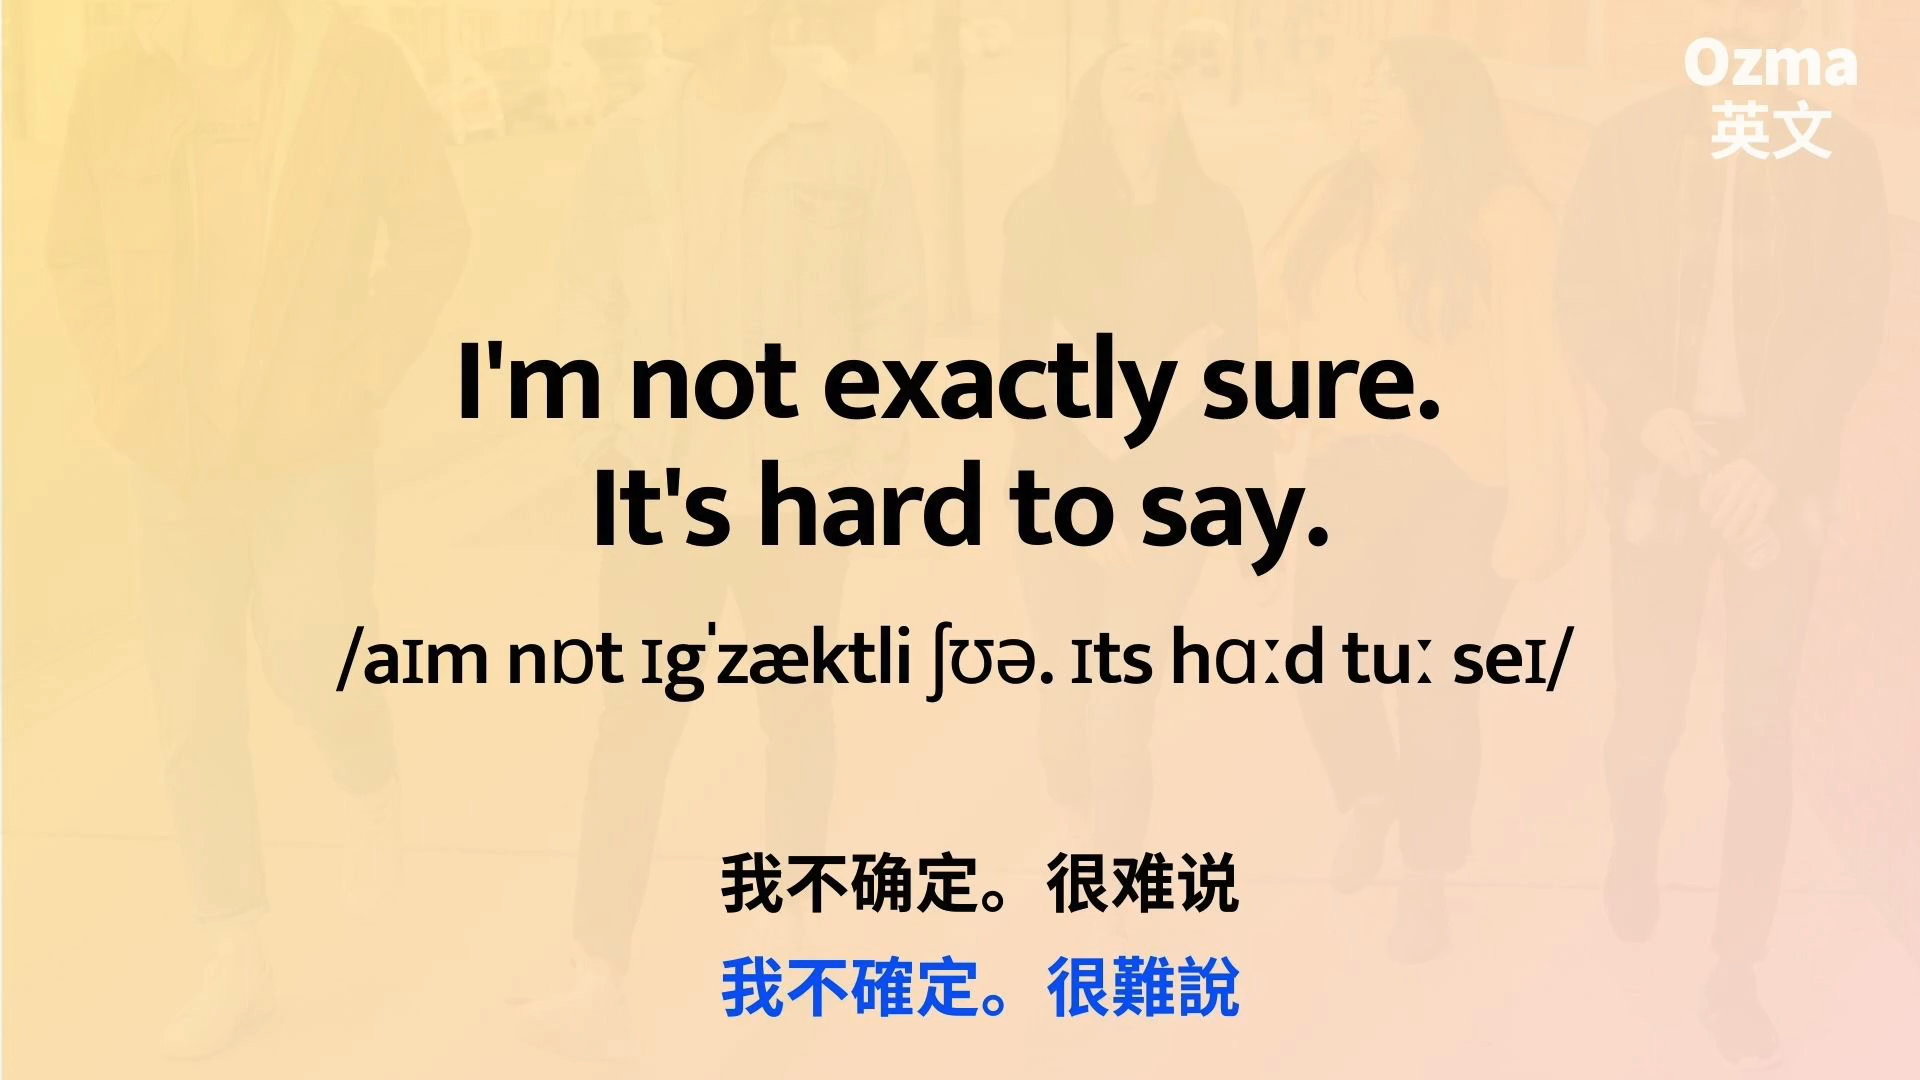 Ozma
英文
I'm not exactly sure.
It's hard to say.
/aɪm nɒt ɪgˈzæktli ʃʊə. ɪts hɑːd tuː seɪ/
我不确定。很难说
我不確定。很難說